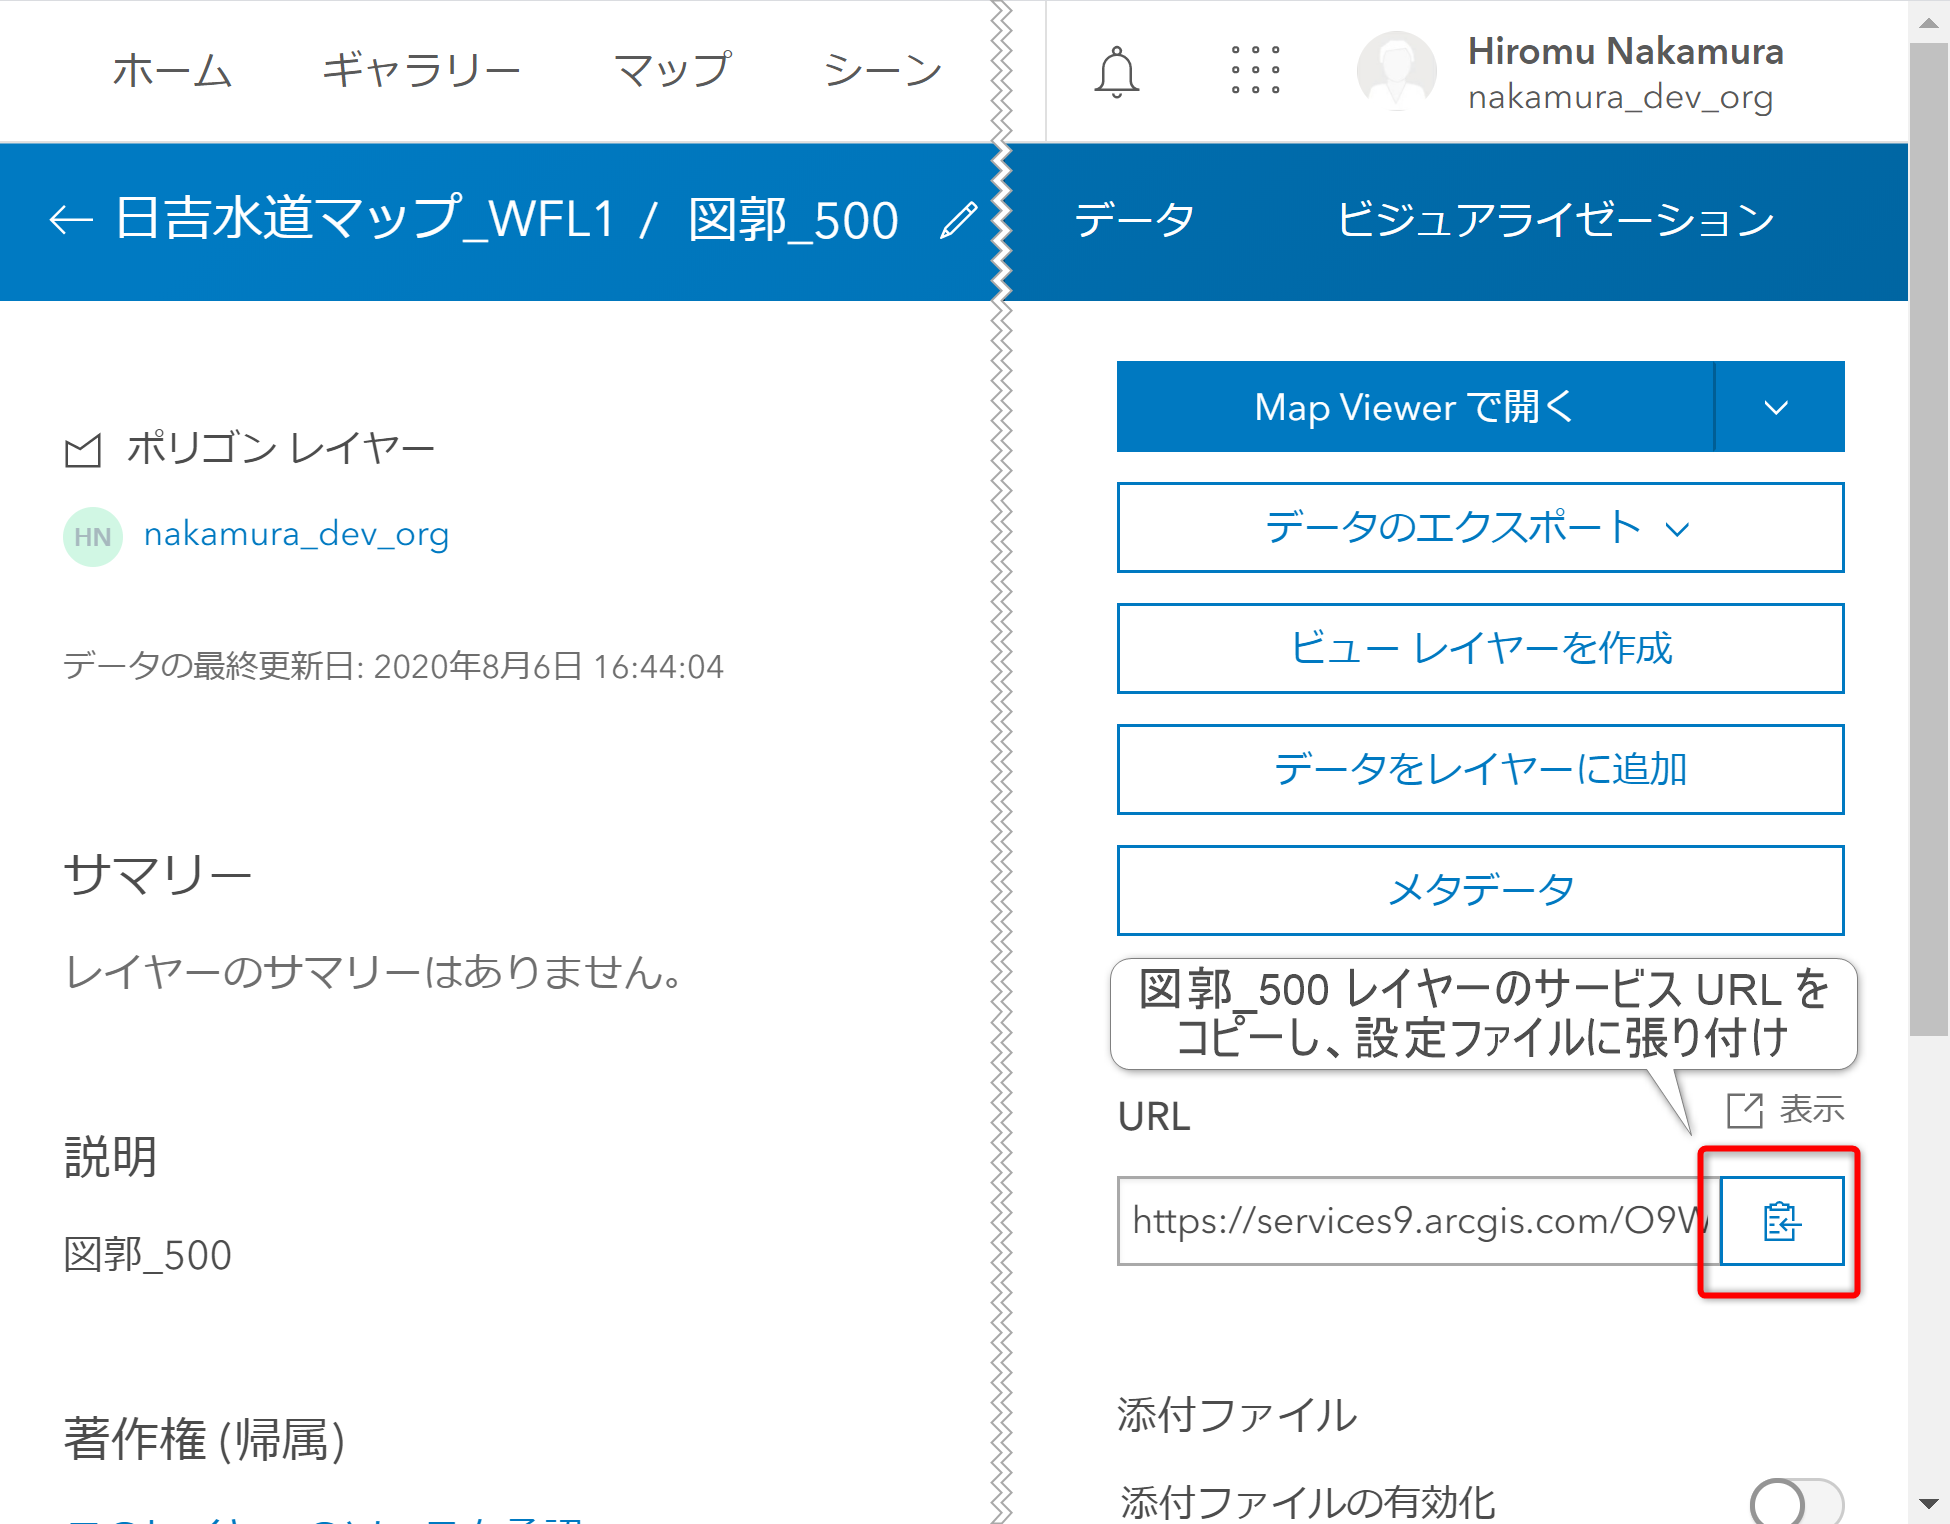 ホーム ギャラリー マップ シーン
Hiromu Nakamura
nakamura_dev_org
日吉水道マップ_WFL1 / 図郭_500
データ ビジュアライゼーション
ポリゴン レイヤー
HN nakamura_dev_org
データの最終更新日: 2020年8月6日 16:44:04
サマリー
レイヤーのサマリーはありません。
説明
図郭_500
著作権 (帰属)
Map Viewer で開く
データのエクスポート
ビュー レイヤーを作成
データをレイヤーに追加
メタデータ
図郭_500 レイヤーのサービス URL を
コピーし、設定ファイルに張り付け
URL 表示
https://services9.arcgis.com/O9W
添付ファイル
添付ファイルの有効化